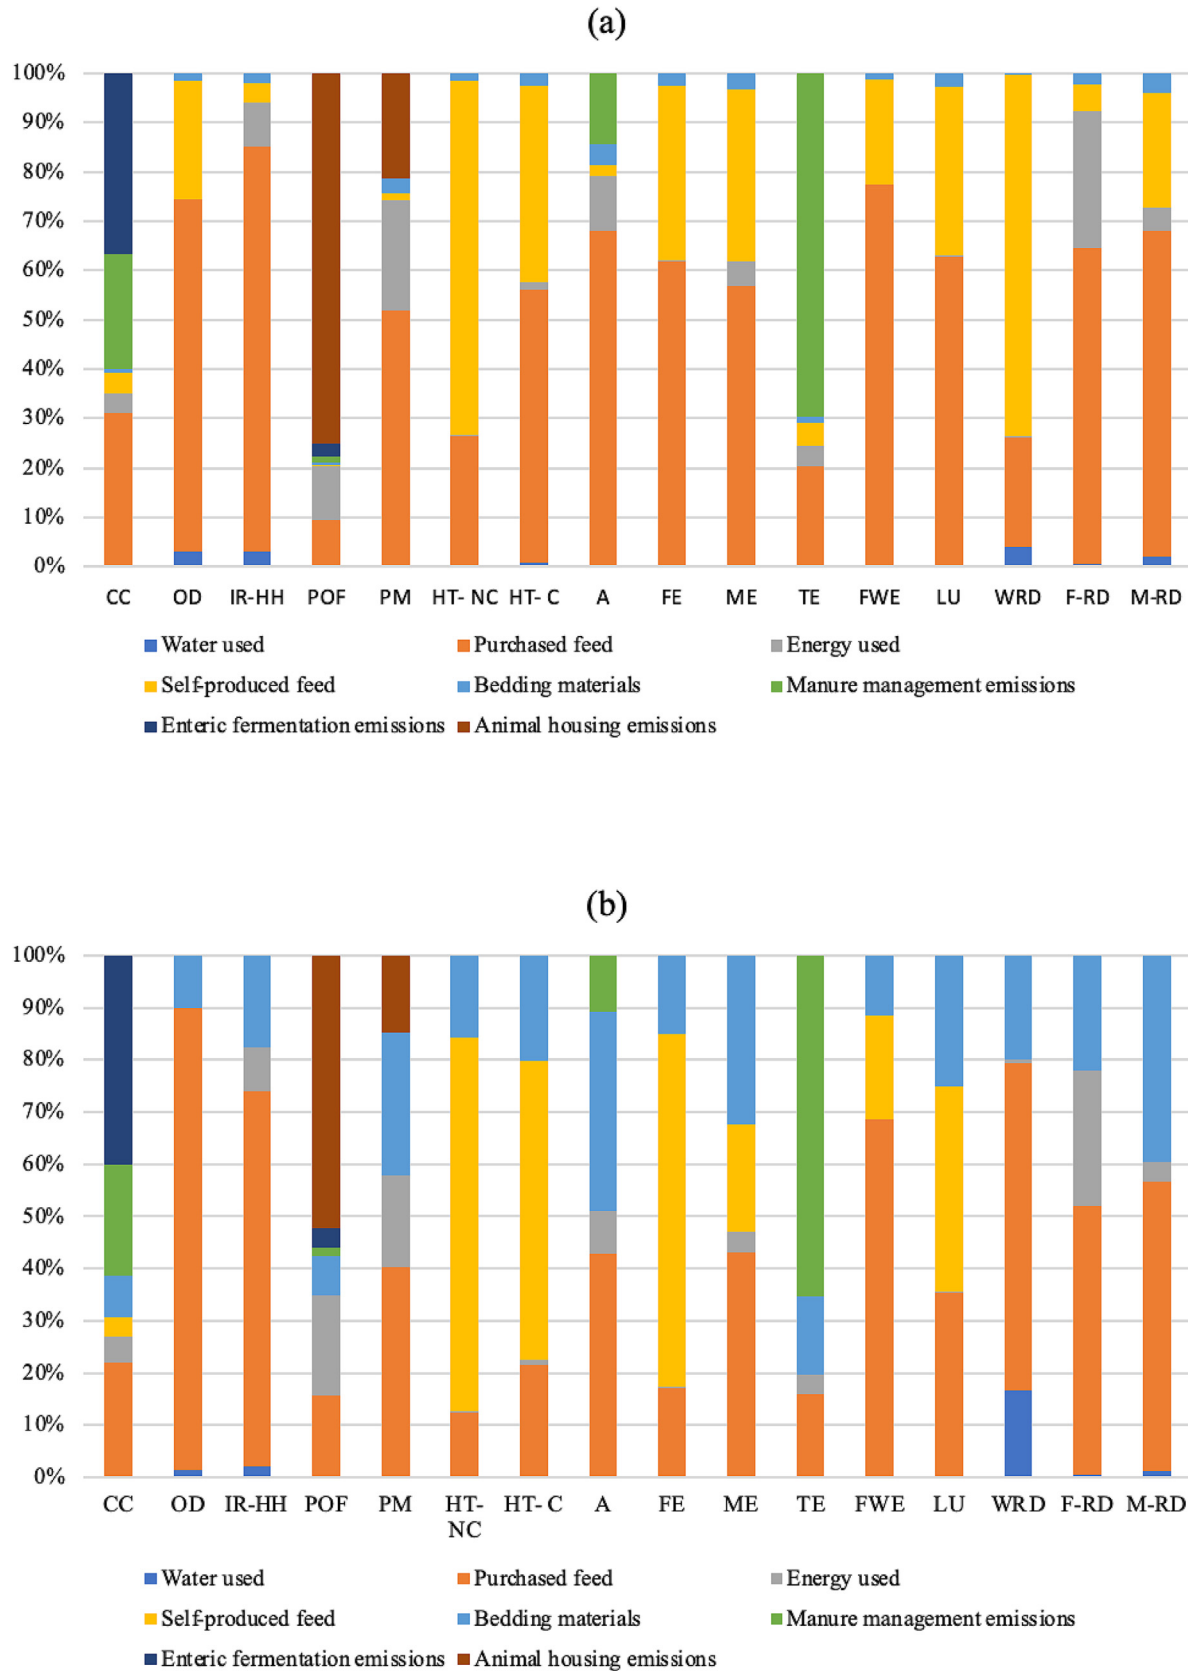 (a)
100%
90%
80%
70%
60%
50%
40%
30%
20%
10%
0%
CC OD IR-HH POF PM HT- NC HT- C A FE ME TE FWE LU WRD F-RD M-RD
Water used Purchased feed Energy used
Self-produced feed Bedding materials Manure management emissions
Enteric fermentation emissions Animal housing emissions
(b)
100%
90%
80%
70%
60%
50%
40%
30%
20%
10%
0%
CC OD IR-HH POF PM HT- HT- C A FE ME TE FWE LU WRD F-RD M-RD
NC
Water used Purchased feed Energy used
Self-produced feed Bedding materials Manure management emissions
Enteric fermentation emissions Animal housing emissions